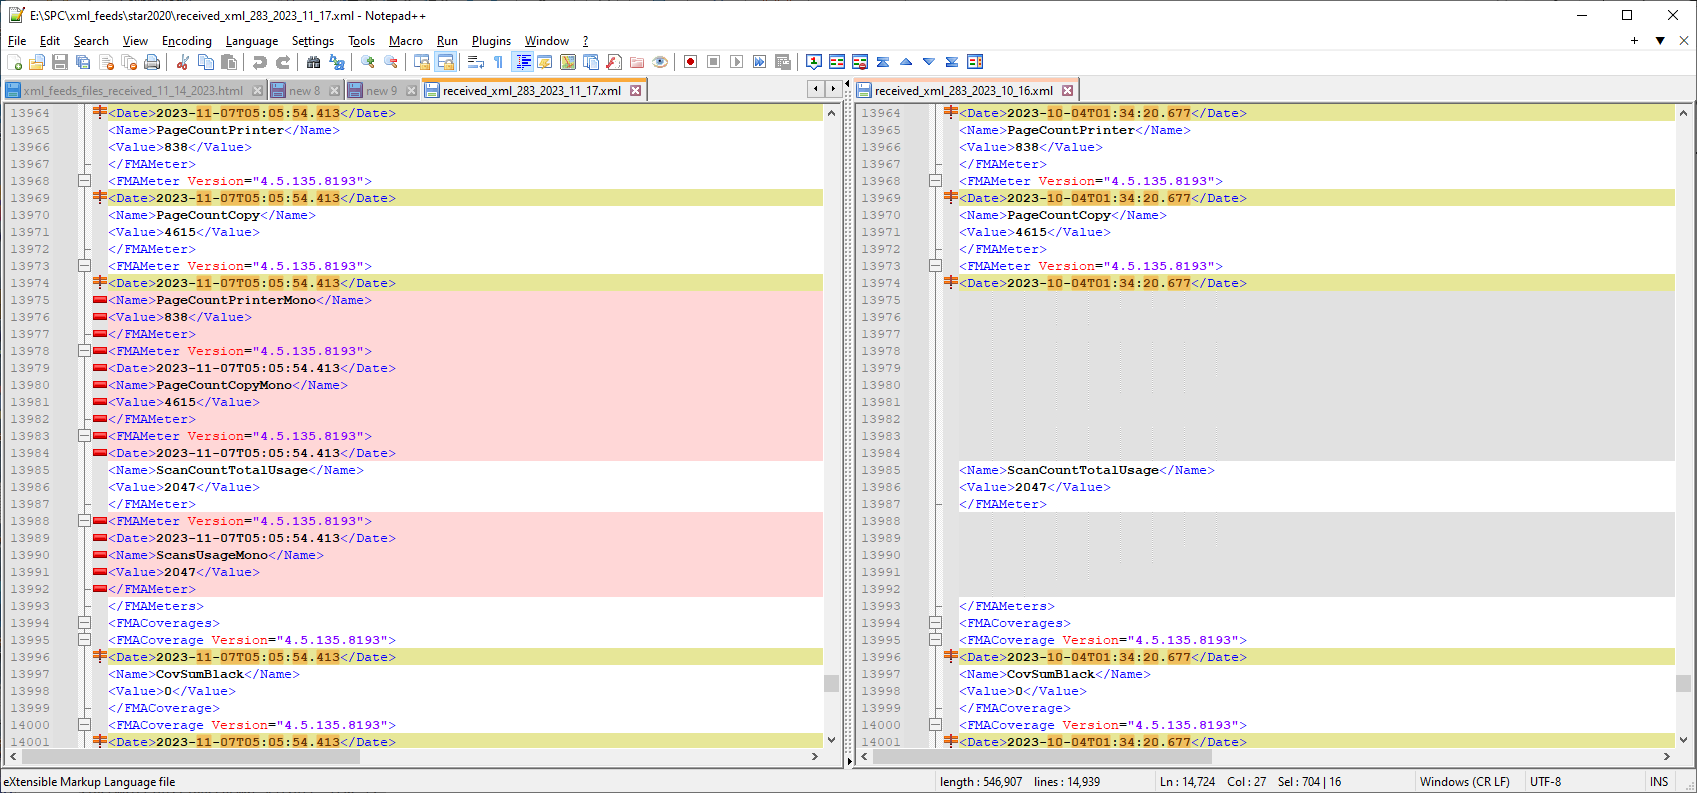 E:\SPC\xml_feeds\star2020\received_xml_283_2023_11_17.xml - Notepad++
File Edit Search View Encoding Language Settings Tools Macro Run Plugins Window ?
xml_feeds_files_received_11_14_2023.html new 8 new 9 received_xml_283_2023_11_17.xml received_xml_283_2023_10_16.xml
13964 <Date>2023-11-07T05:05:54.413</Date>
13965 <Name>PageCountPrinter</Name>
13966 <Value>838</Value>
13967 </FMAMeter>
13968 <FMAMeter Version="4.5.135.8193">
13969 <Date>2023-11-07T05:05:54.413</Date>
13970 <Name>PageCountCopy</Name>
13971 <Value>4615</Value>
13972 </FMAMeter>
13973 <FMAMeter Version="4.5.135.8193">
13974 <Date>2023-11-07T05:05:54.413</Date>
13975 <Name>PageCountPrinterMono</Name>
13976 <Value>838</Value>
13977 </FMAMeter>
13978 <FMAMeter Version="4.5.135.8193">
13979 <Date>2023-11-07T05:05:54.413</Date>
13980 <Name>PageCountCopyMono</Name>
13981 <Value>4615</Value>
13982 </FMAMeter>
13983 <FMAMeter Version="4.5.135.8193">
13984 <Date>2023-11-07T05:05:54.413</Date>
13985 <Name>ScanCountTotalUsage</Name>
13986 <Value>2047</Value>
13987 </FMAMeter>
13988 <FMAMeter Version="4.5.135.8193">
13989 <Date>2023-11-07T05:05:54.413</Date>
13990 <Name>ScansUsageMono</Name>
13991 <Value>2047</Value>
13992 </FMAMeter>
13993 </FMAMeters>
13994 <FMACoverages>
13995 <FMACoverage Version="4.5.135.8193">
13996 <Date>2023-11-07T05:05:54.413</Date>
13997 <Name>CovSumBlack</Name>
13998 <Value>0</Value>
13999 </FMACoverage>
14000 <FMACoverage Version="4.5.135.8193">
14001 <Date>2023-11-07T05:05:54.413</Date>
13964 <Date>2023-10-04T01:34:20.677</Date>
13965 <Name>PageCountPrinter</Name>
13966 <Value>838</Value>
13967 </FMAMeter>
13968 <FMAMeter Version="4.5.135.8193">
13969 <Date>2023-10-04T01:34:20.677</Date>
13970 <Name>PageCountCopy</Name>
13971 <Value>4615</Value>
13972 </FMAMeter>
13973 <FMAMeter Version="4.5.135.8193">
13974 <Date>2023-10-04T01:34:20.677</Date>
13975
13976
13977
13978
13979
13980
13981
13982
13983
13984
13985 <Name>ScanCountTotalUsage</Name>
13986 <Value>2047</Value>
13987 </FMAMeter>
13988
13989
13990
13991
13992
13993 </FMAMeters>
13994 <FMACoverages>
13995 <FMACoverage Version="4.5.135.8193">
13996 <Date>2023-10-04T01:34:20.677</Date>
13997 <Name>CovSumBlack</Name>
13998 <Value>0</Value>
13999 </FMACoverage>
14000 <FMACoverage Version="4.5.135.8193">
14001 <Date>2023-10-04T01:34:20.677</Date>
eXtensible Markup Language file length : 546,907 lines : 14,939 Ln : 14,724 Col : 27 Sel : 704 | 16 Windows (CR LF) UTF-8 INS